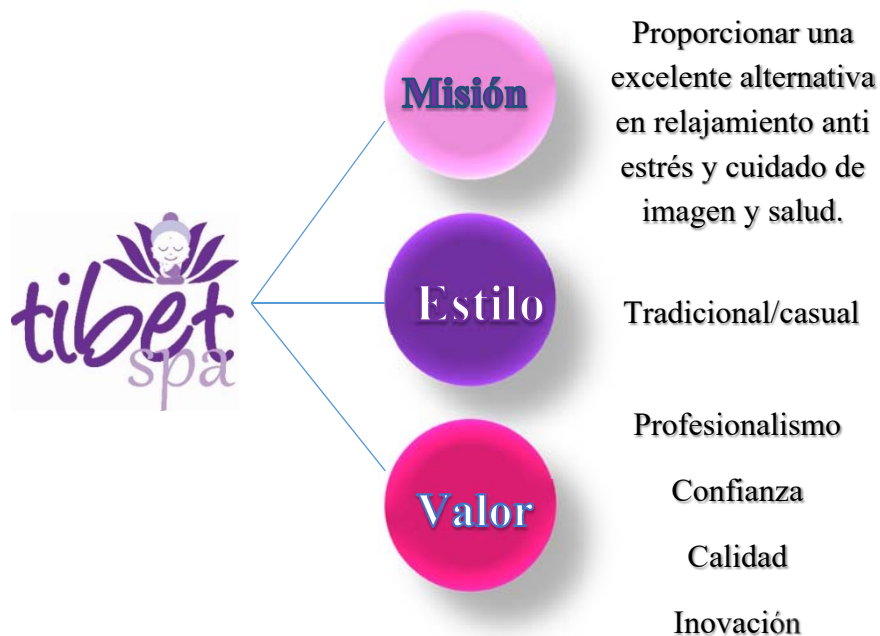 tibet
spa
Misión
Proporcionar una
excelente alternativa
en relajamiento anti
estrés y cuidado de
imagen y salud.
Estilo
Tradicional/casual
Valor
Profesionalismo
Confianza
Calidad
Inovación